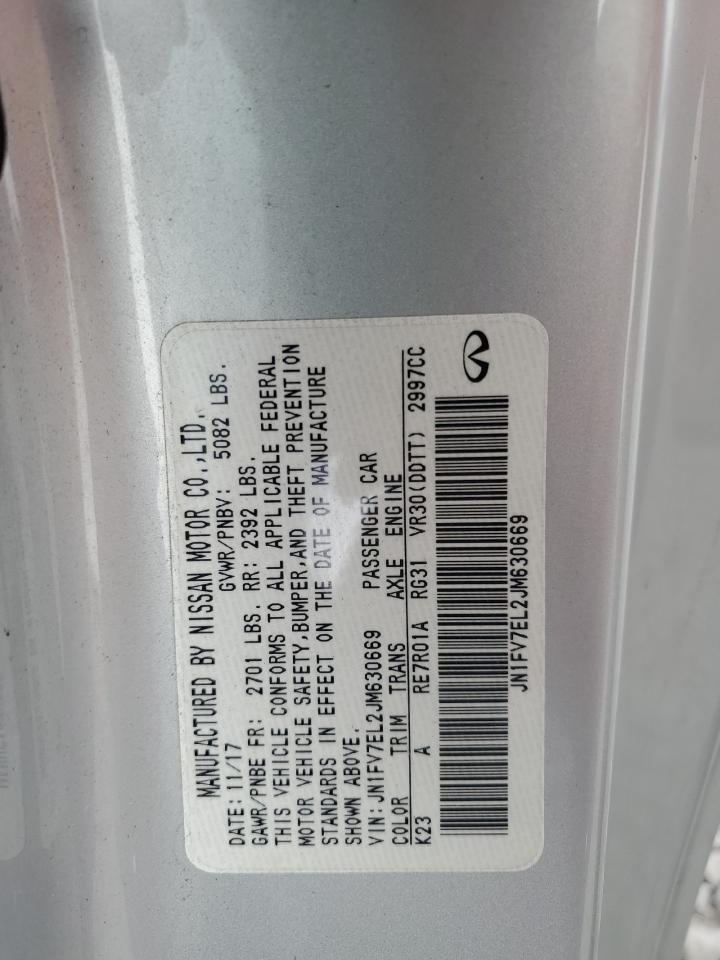 MANUFACTURED BY NISSAN MOTOR CO.,LTD.
DATE: 11/17 GVWR/PNBV: 5082 LBS.
GAWR/PNBE FR: 2701 LBS. RR: 2392 LBS.
THIS VEHICLE CONFORMS TO ALL APPLICABLE FEDERAL
MOTOR VEHICLE SAFETY,BUMPER,AND THEFT PREVENTION
STANDARDS IN EFFECT ON THE DATE OF MANUFACTURE
SHOWN ABOVE.
VIN:JN1FV7EL2JM630669 PASSENGER CAR
COLOR TRIM TRANS AXLE ENGINE
K23 A RE7R01A RG31 VR30(DDTT) 2997CC
JN1FV7EL2JM630669